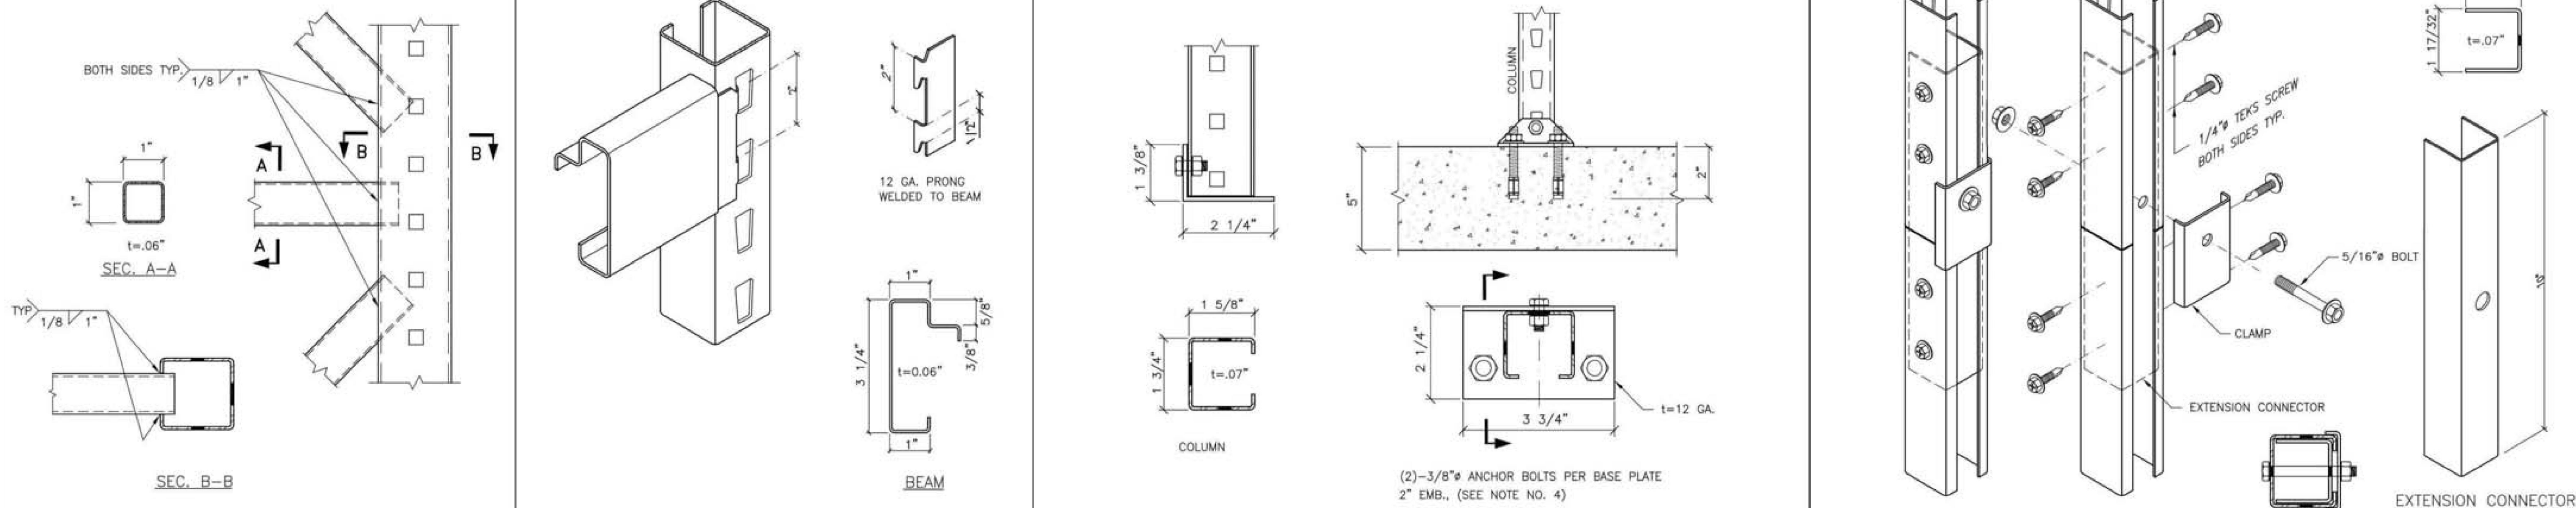 BOTH SIDES TYP.
1/8 1"
1"
1"
t=.06"
SEC. A-A
A
A
B
B
TYP
1/8 1"
SEC. B-B
2"
2"
1/2"
12 GA. PRONG
WELDED TO BEAM
1"
5/8"
3/8"
3 1/4"
t=0.06"
1"
BEAM
1 3/8"
2 1/4"
COLUMN
5"
2"
1 5/8"
1 3/4"
t=.07"
COLUMN
2 1/4"
3 3/4"
t=12 GA.
(2)-3/8"ø ANCHOR BOLTS PER BASE PLATE
2" EMB., (SEE NOTE NO. 4)
1/4"ø TEKS SCREW
BOTH SIDES TYP.
5/16"ø BOLT
CLAMP
EXTENSION CONNECTOR
1 17/32"
t=.07"
EXTENSION CONNECTOR